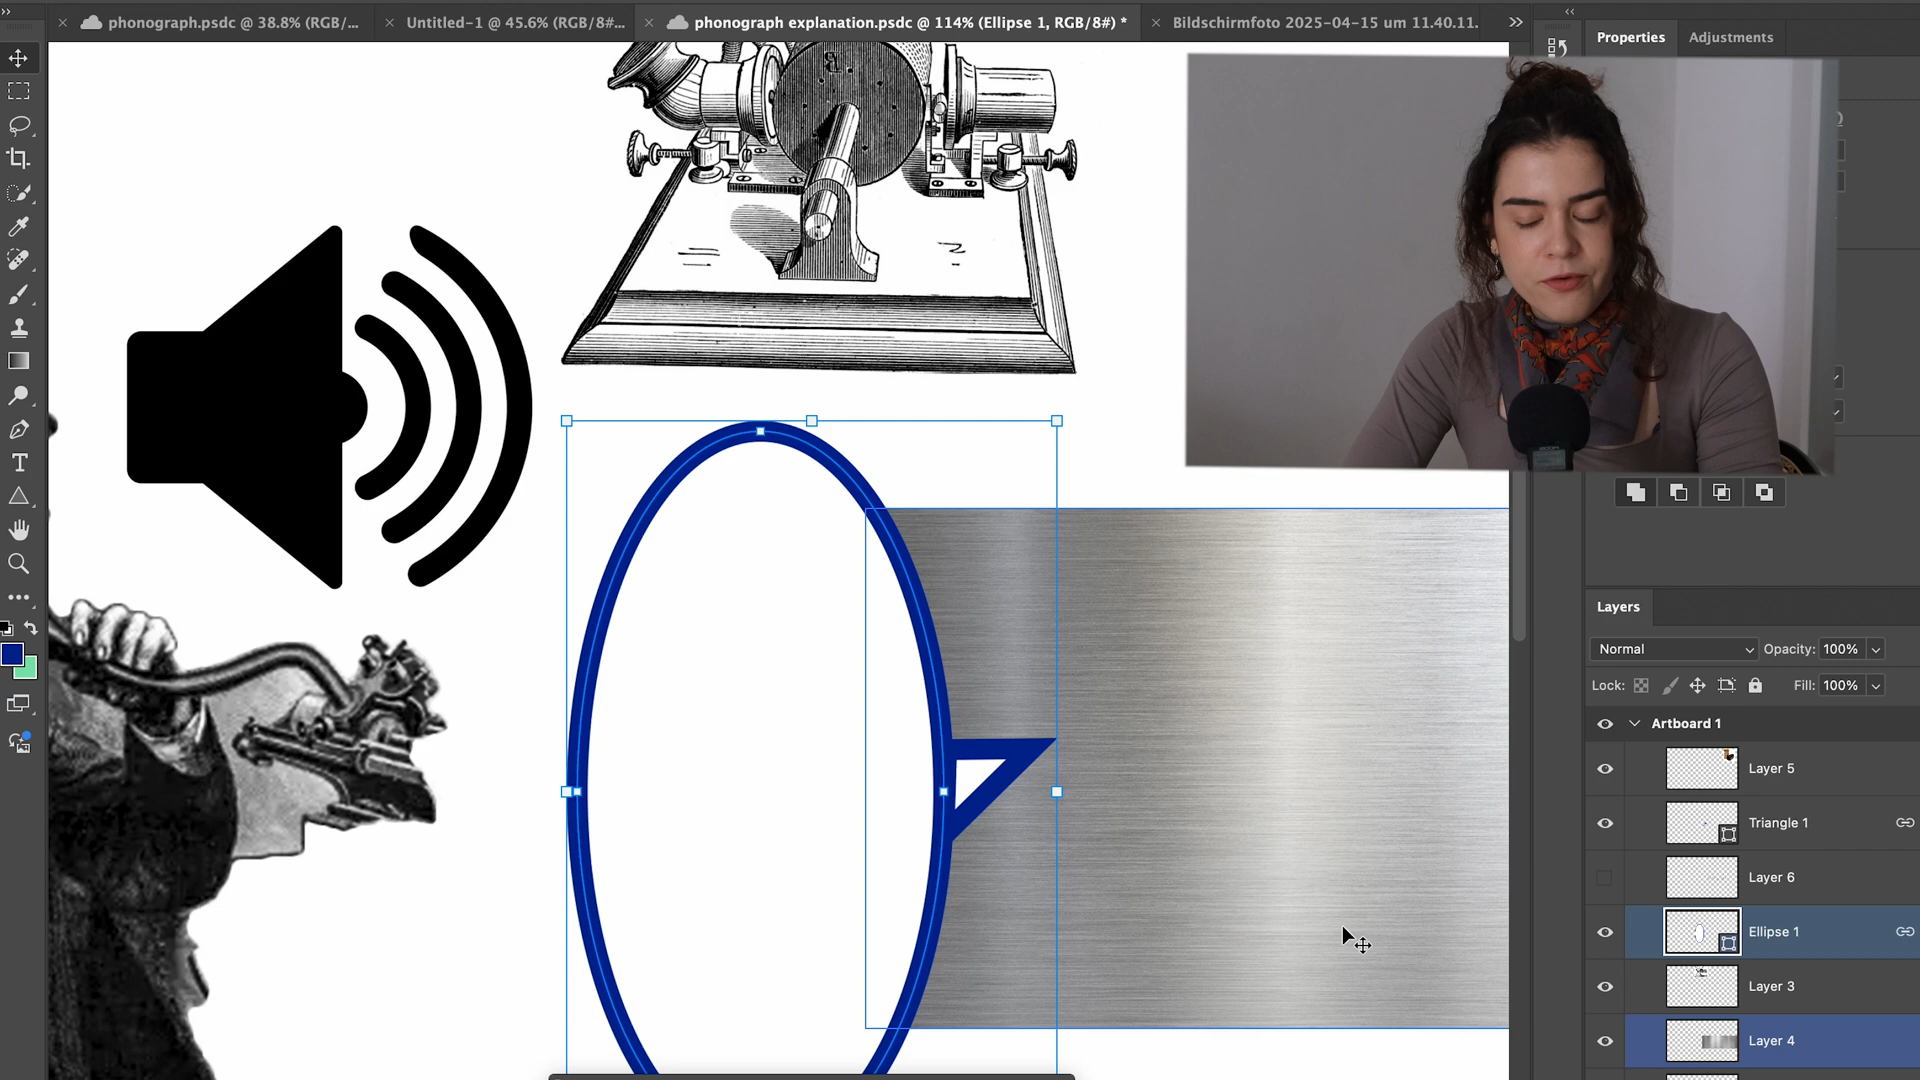 phonograph.psdc @ 38.8% (RGB/...
Untitled-1 @ 45.6% (RGB/8#...
phonograph explanation.psdc @ 114% (Ellipse 1, RGB/8#) *
Bildschirmfoto 2025-04-15 um 11.40.11.
Properties
Adjustments
Layers
Normal
Opacity: 100%
Lock:
Fill: 100%
Artboard 1
Layer 5
Triangle 1
Layer 6
Ellipse 1
Layer 3
Layer 4